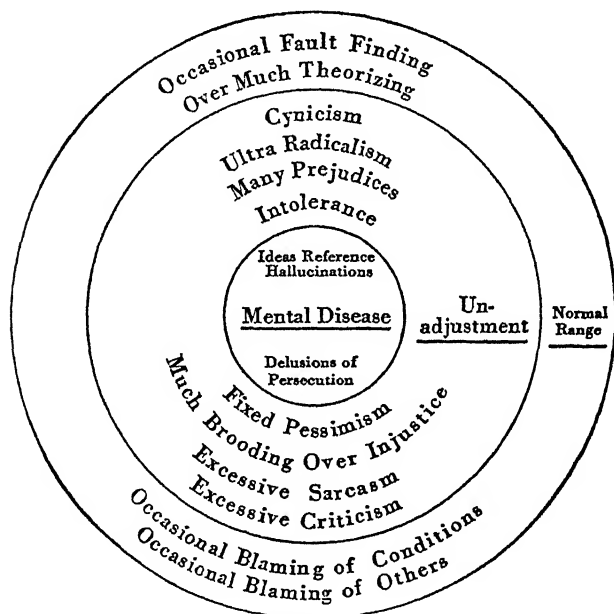 Occasional Fault Finding
Over Much Theorizing
Cynicism
Ultra Radicalism
Many Prejudices
Intolerance
Ideas Reference
Hallucinations
Mental Disease
Un-
adjustment
Normal
Range
Delusions of
Persecution
Fixed Pessimism
Much Brooding Over Injustice
Excessive Sarcasm
Excessive Criticism
Occasional Blaming of Conditions
Occasional Blaming of Others